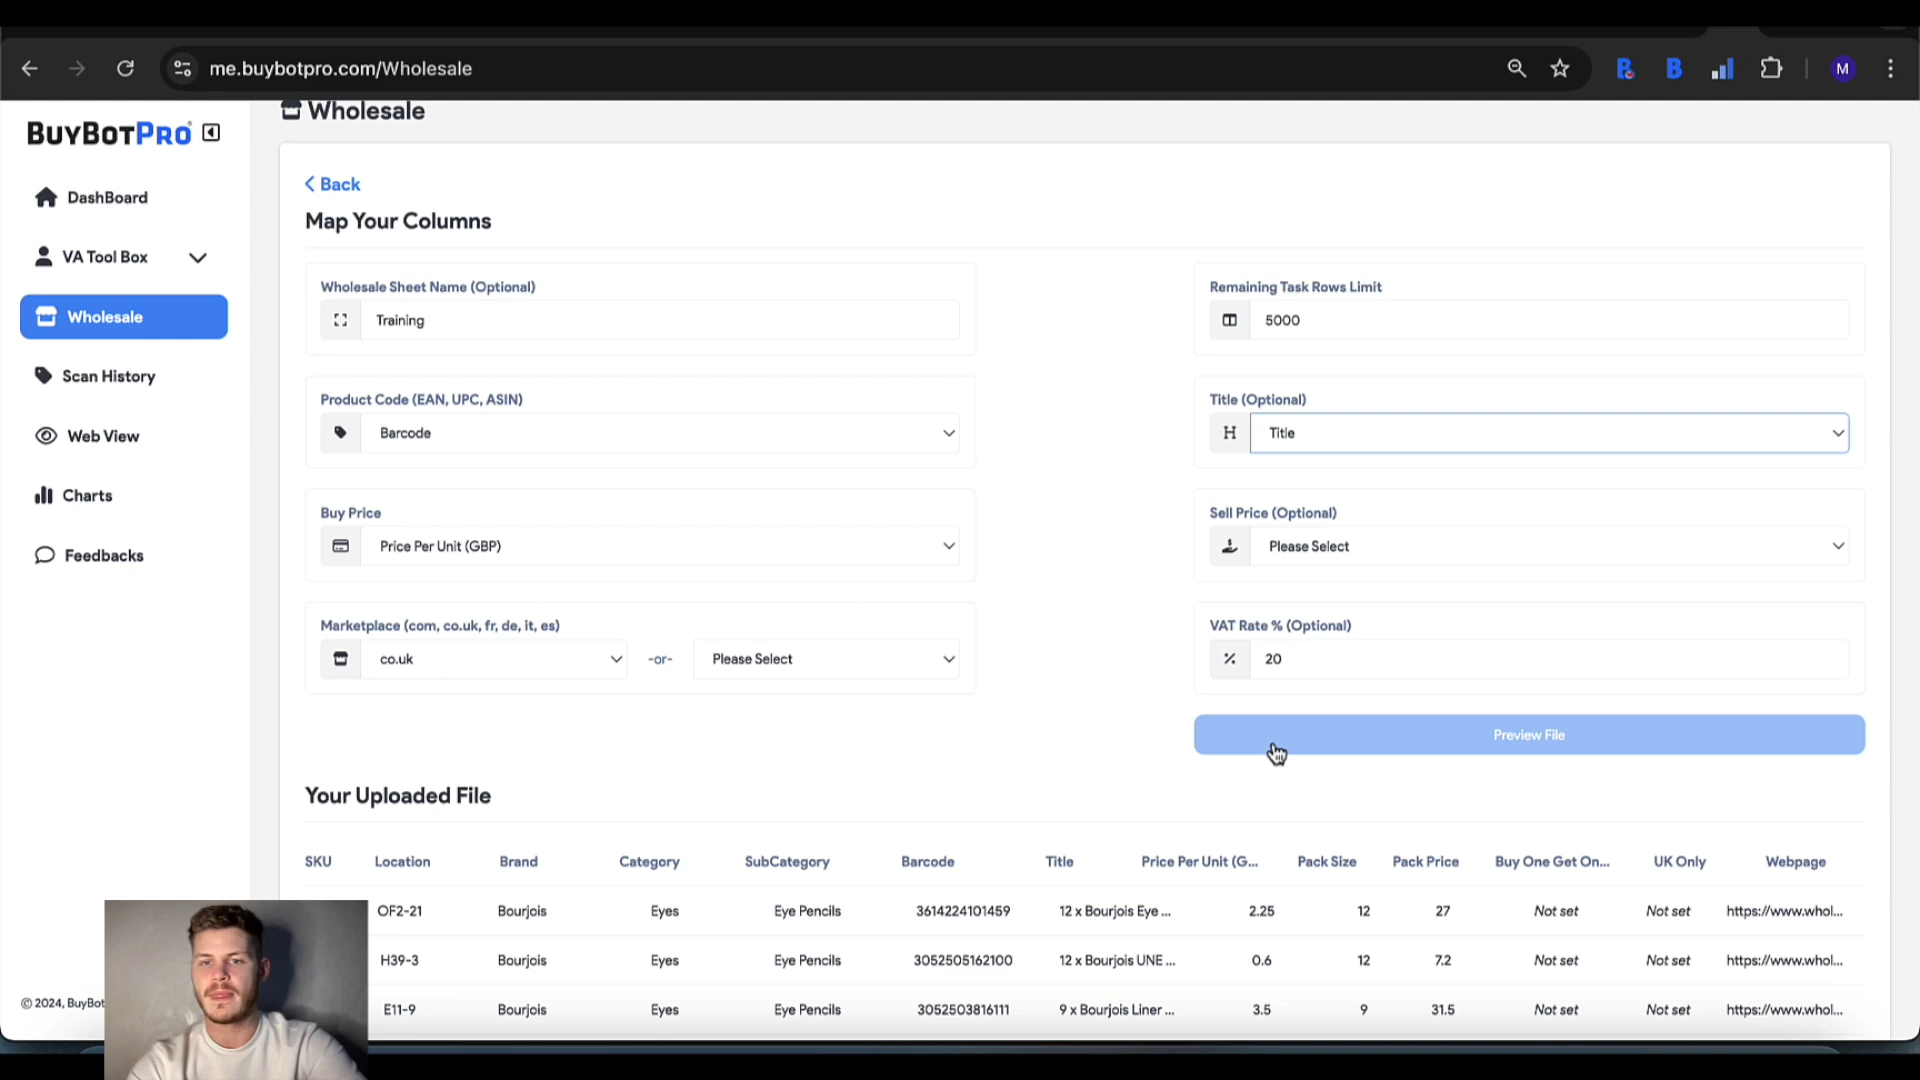 me.buybotpro.com/Wholesale
M
BUYBOTPRO
DashBoard
VA Tool Box
Wholesale
Scan History
Web View
Charts
Feedbacks
© 2024, BuyBot
Wholesale
Back
Map Your Columns
Wholesale Sheet Name (Optional)
Training
Remaining Task Rows Limit
5000
Product Code (EAN, UPC, ASIN)
Barcode
Title (Optional)
H Title
Buy Price
Price Per Unit (GBP)
Sell Price (Optional)
Please Select
Marketplace (com, co.uk, fr, de, it, es)
co.uk -or- Please Select
VAT Rate % (Optional)
% 20
Preview File
Your Uploaded File
SKU Location Brand Category SubCategory Barcode Title Price Per Unit (G... Pack Size Pack Price Buy One Get On... UK Only Webpage
OF2-21 Bourjois Eyes Eye Pencils 3614224101459 12 x Bourjois Eye ... 2.25 12 27 Not set Not set https://www.whol...
H39-3 Bourjois Eyes Eye Pencils 3052505162100 12 x Bourjois UNE ... 0.6 12 7.2 Not set Not set https://www.whol...
E11-9 Bourjois Eyes Eye Pencils 3052503816111 9 x Bourjois Liner ... 3.5 9 31.5 Not set Not set https://www.whol...